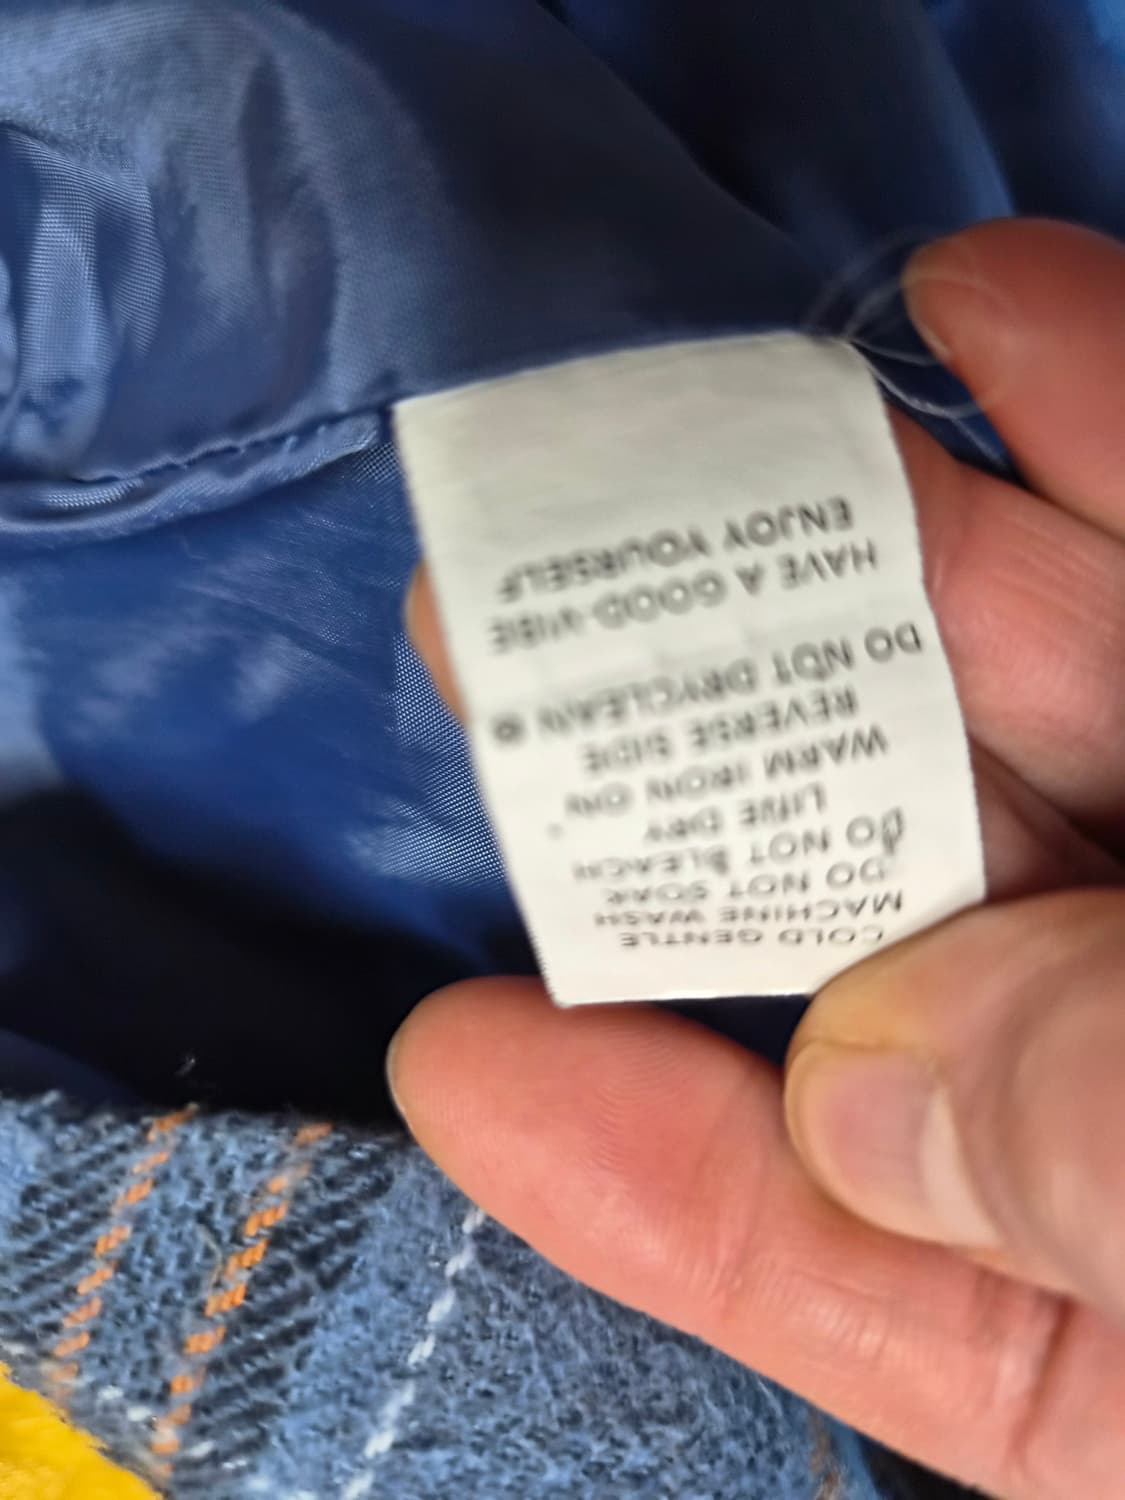 COLD GENTLE
MACHINE WASH
DO NOT SOAK
DO NOT BLEACH
LINE DRY
WARM IRON ON
REVERSE SIDE
DO NOT DRYCLEAN
HAVE A GOOD VIBE
ENJOY YOURSELF